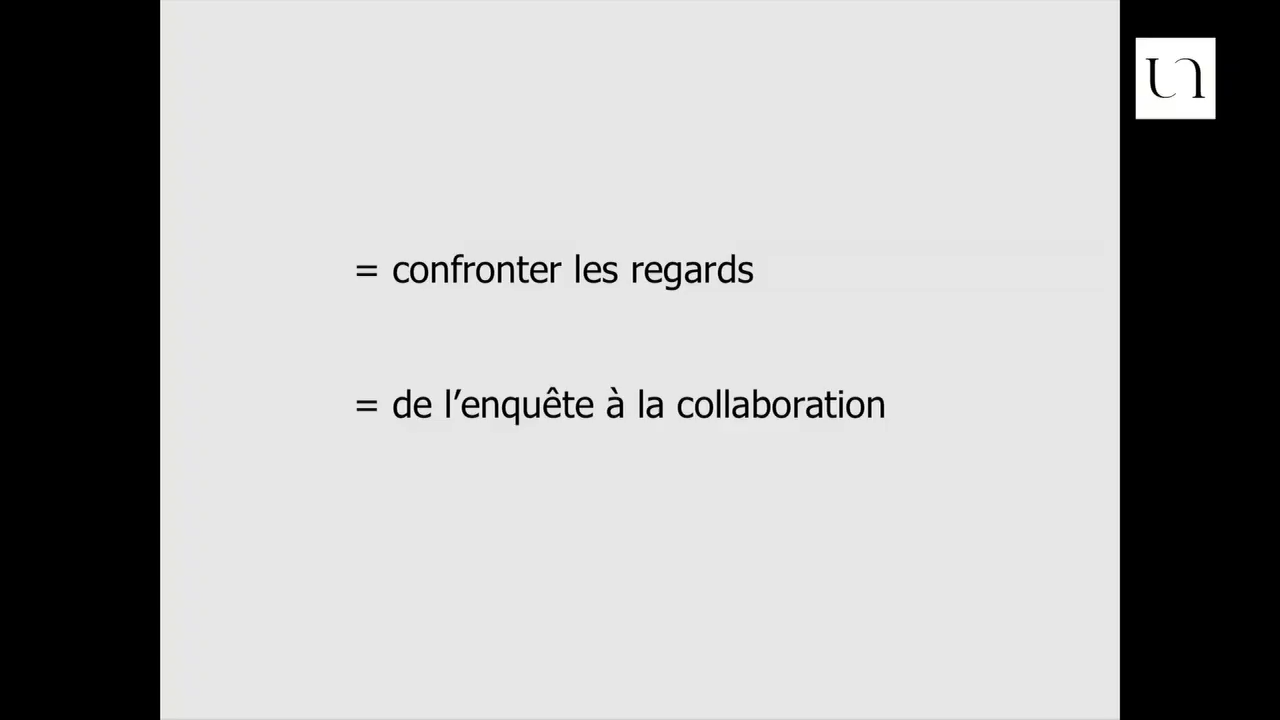 = confronter les regards
= de l’enquête à la collaboration